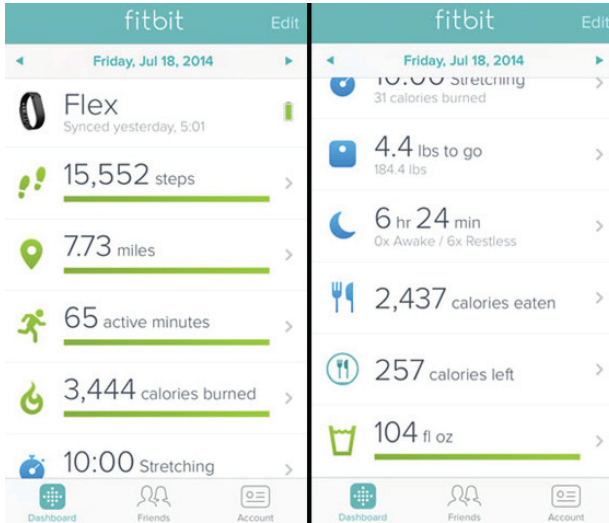 fitbit
Edit
Friday, Jul 18, 2014
Flex
Synced yesterday, 5:01
15,552 steps
7.73 miles
65 active minutes
3,444 calories burned
10:00 Stretching
Dashboard
Friends
Account
fitbit
Edit
Friday, Jul 18, 2014
10:00 Stretching
31 calories burned
4.4 lbs to go
184.4 lbs
6 hr 24 min
0x Awake / 6x Restless
2,437 calories eaten
257 calories left
104 fl oz
Dashboard
Friends
Account